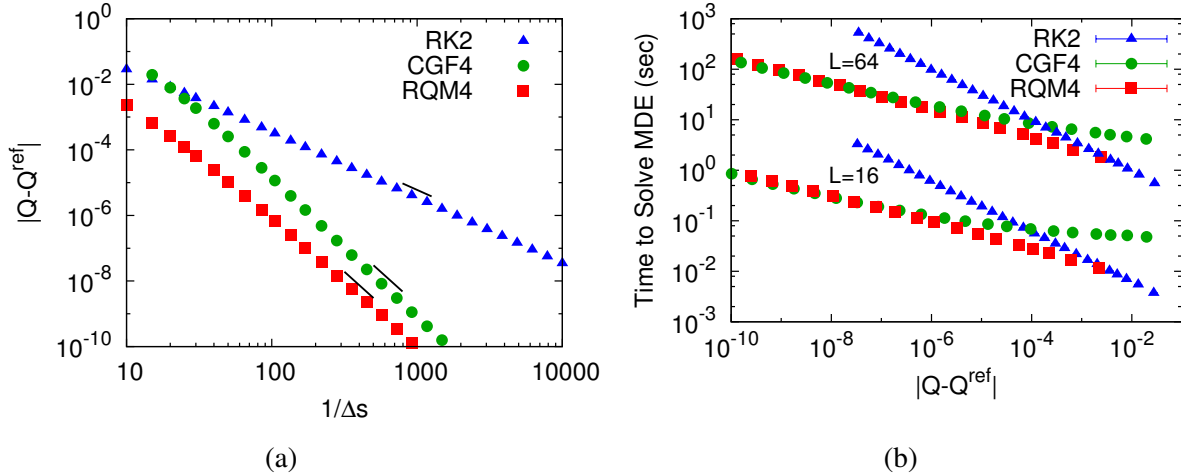 (a)
10^0
10^-2
10^-4
10^-6
10^-8
10^-10
|Q-Q^ref|
RK2
CGF4
RQM4
10
100
1000
10000
1/Δs
(a)
(b)
10^3
10^2
10^1
10^0
10^-1
10^-2
10^-3
Time to Solve MDE (sec)
RK2
CGF4
RQM4
L=64
L=16
10^-10
10^-8
10^-6
10^-4
10^-2
|Q-Q^ref|
(b)